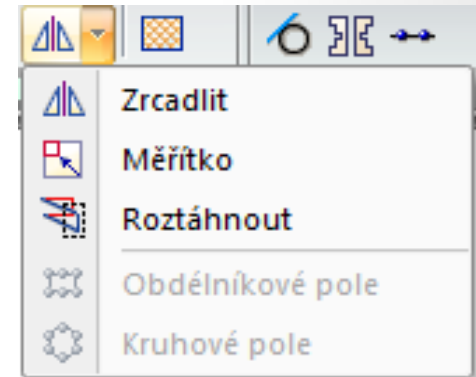 Zrcadlit
Měřítko
Roztáhnout
Obdélníkové pole
Kruhové pole